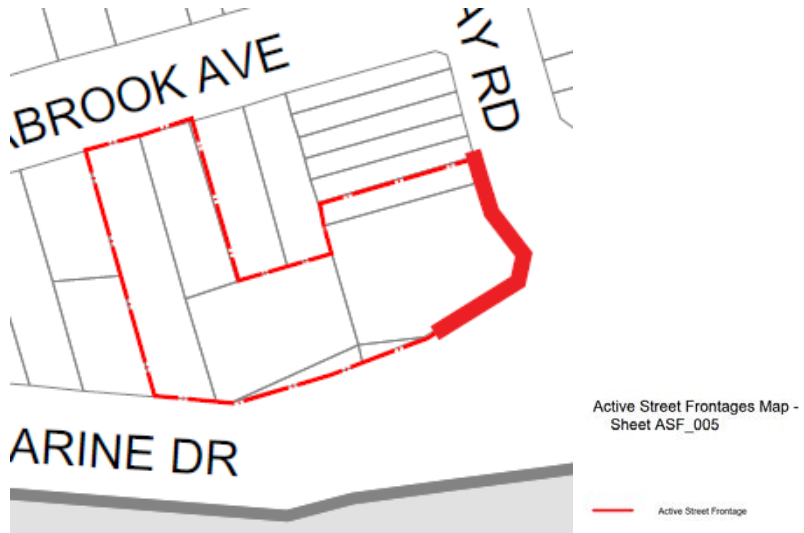 ABROOK AVE
AY RD
ARINE DR
Active Street Frontages Map -
Sheet ASF_005
Active Street Frontage